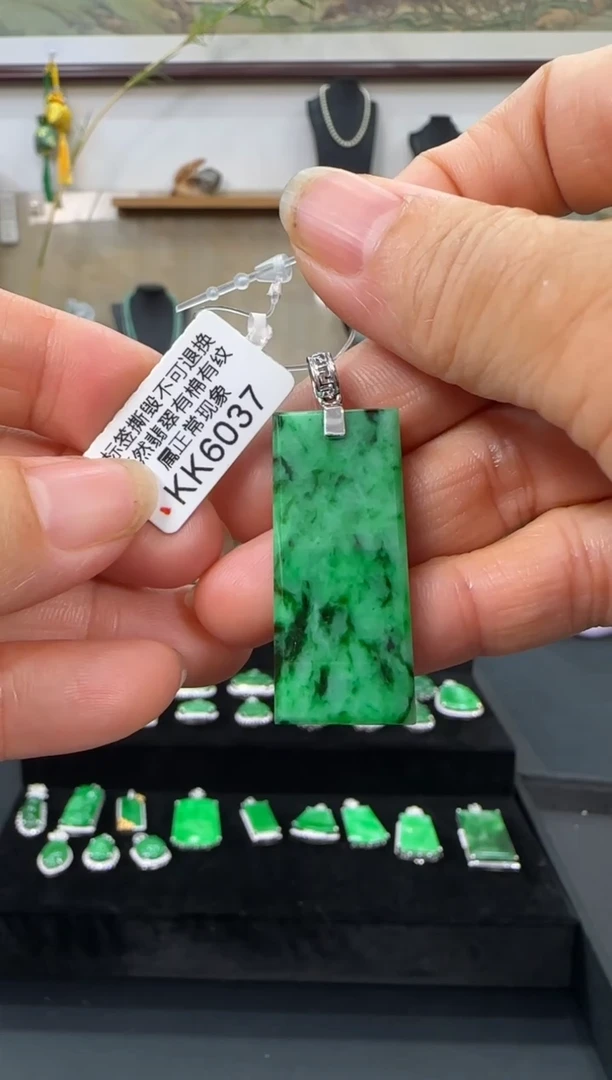 标签撕毁不可退换
然翡翠有棉有纹
属正常现象
KK6037